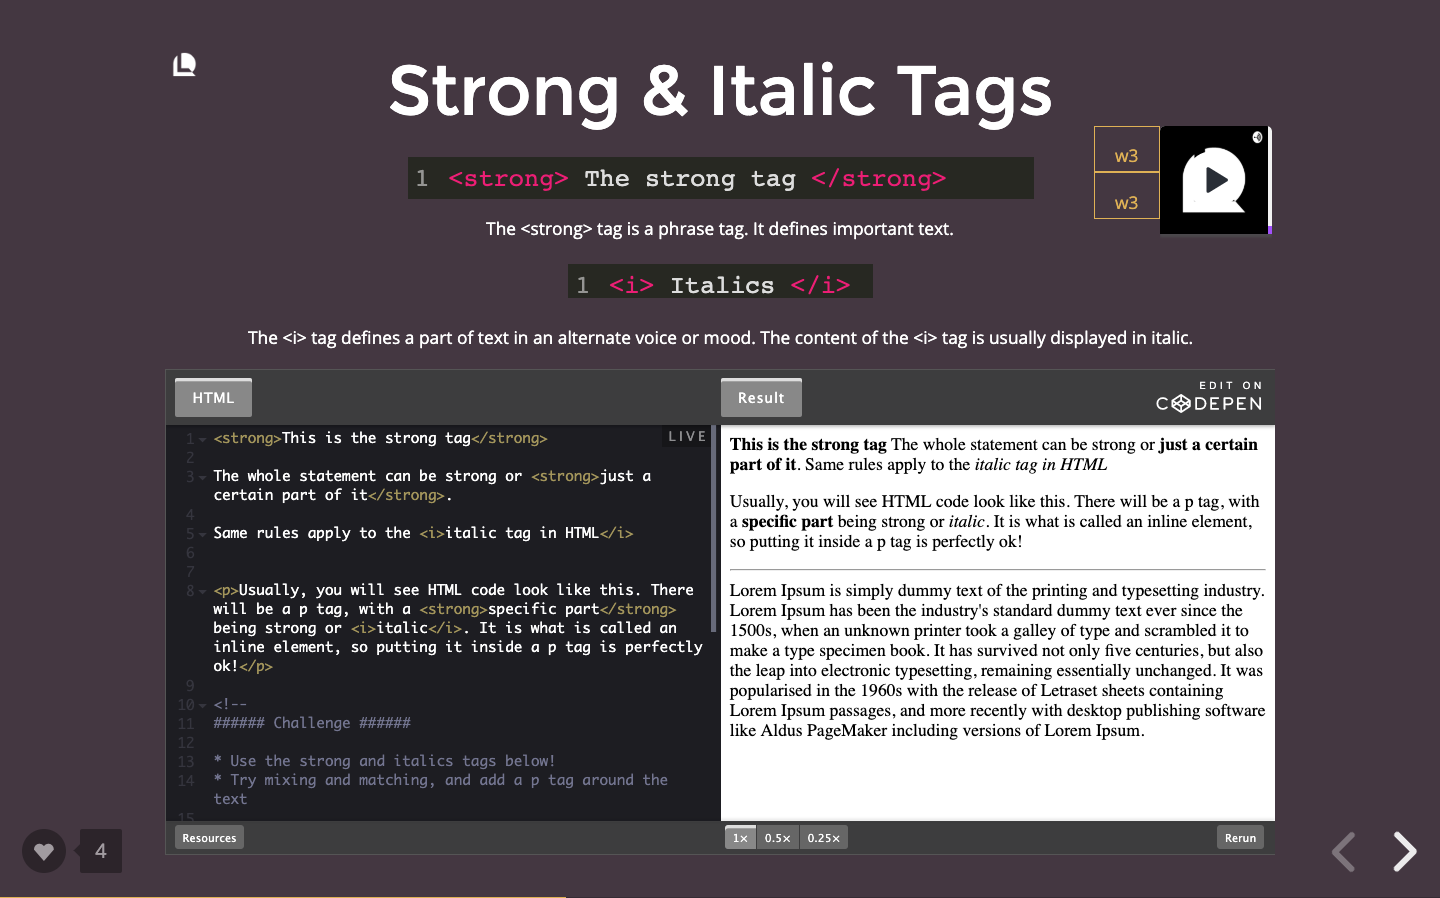 Strong & Italic Tags
w3
w3
1 <strong> The strong tag </strong>
The <strong> tag is a phrase tag. It defines important text.
1 <i> Italics </i>
The <i> tag defines a part of text in an alternate voice or mood. The content of the <i> tag is usually displayed in italic.
HTML
Result
EDIT ON
CODEPEN
LIVE
1 <strong>This is the strong tag</strong>
2
3 The whole statement can be strong or <strong>just a
certain part of it</strong>.
4
5 Same rules apply to the <i>italic tag in HTML</i>
6
7
8 <p>Usually, you will see HTML code look like this. There
will be a p tag, with a <strong>specific part</strong>
being strong or <i>italic</i>. It is what is called an
inline element, so putting it inside a p tag is perfectly
ok!</p>
9
10 <!--
11 ###### Challenge ######
12
13 * Use the strong and italics tags below!
14 * Try mixing and matching, and add a p tag around the
text
15
This is the strong tag The whole statement can be strong or just a certain
part of it. Same rules apply to the italic tag in HTML
Usually, you will see HTML code look like this. There will be a p tag, with
a specific part being strong or italic. It is what is called an inline element,
so putting it inside a p tag is perfectly ok!
Lorem Ipsum is simply dummy text of the printing and typesetting industry.
Lorem Ipsum has been the industry's standard dummy text ever since the
1500s, when an unknown printer took a galley of type and scrambled it to
make a type specimen book. It has survived not only five centuries, but also
the leap into electronic typesetting, remaining essentially unchanged. It was
popularised in the 1960s with the release of Letraset sheets containing
Lorem Ipsum passages, and more recently with desktop publishing software
like Aldus PageMaker including versions of Lorem Ipsum.
Resources
1×
0.5×
0.25×
Rerun
4